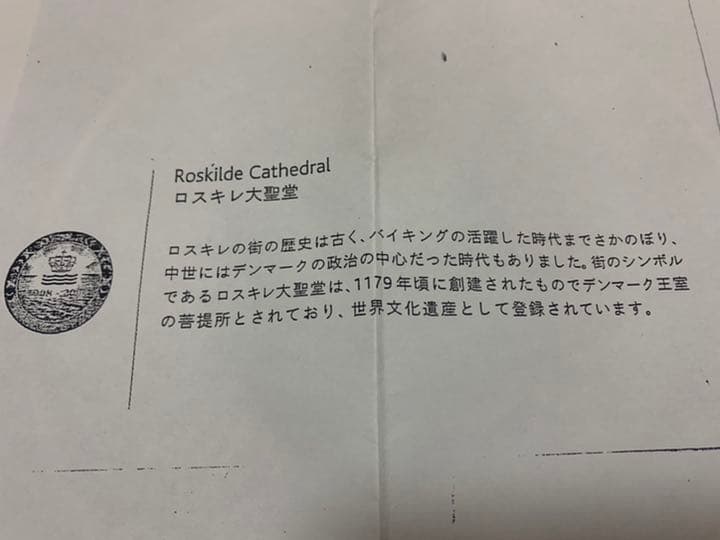 Roskilde Cathedral
ロスキレ大聖堂
ロスキレの街の歴史は古く、バイキングの活躍した時代までさかのぼり、
中世にはデンマークの政治の中心だった時代もありました。街のシンボル
であるロスキレ大聖堂は、1179年頃に創建されたものでデンマーク王室
の菩提所とされており、世界文化遺産として登録されています。